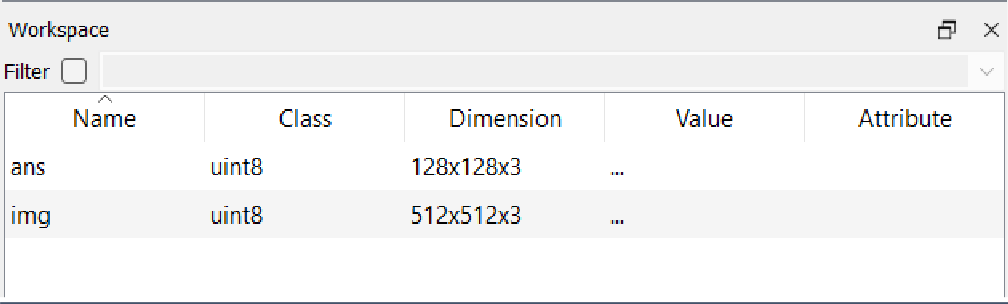 Workspace
Filter
Name Class Dimension Value Attribute
ans uint8 128x128x3 ...
img uint8 512x512x3 ...